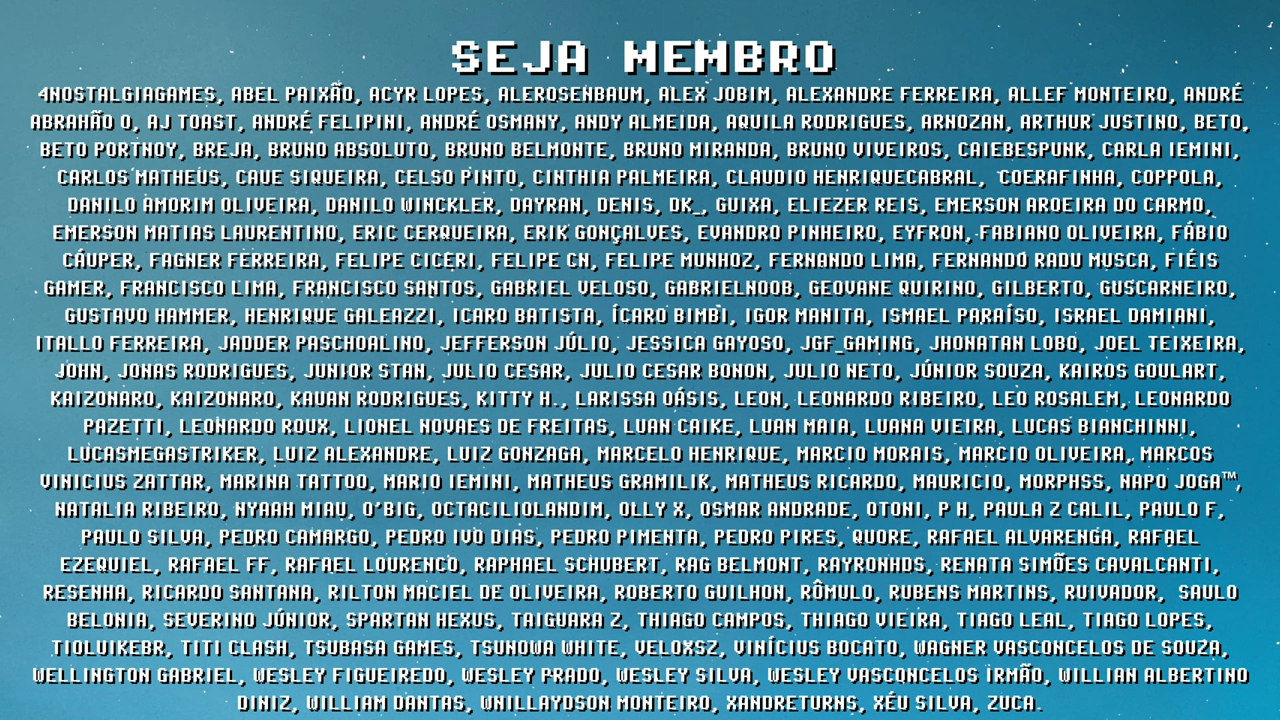 SEJA MEMBRO
4NOSTALGIAGAMES, ABEL PAIXÃO, ACYR LOPES, ALEROSENBAUM, ALEX JOBIM, ALEXANDRE FERREIRA, ALLEF MONTEIRO, ANDRÉ
ABRAHÃO O, AJ TOAST, ANDRÉ FELIPINI, ANDRÉ OSMANY, ANDY ALMEIDA, AQUILA RODRIGUES, ARNOZAN, ARTHUR JUSTINO, BETO,
BETO PORTNOY, BREJA, BRUNO ABSOLUTO, BRUNO BELMONTE, BRUNO MIRANDA, BRUNO VIVEIROS, CAIEBESPUNK, CARLA IEMINI,
CARLOS MATHEUS, CAUE SIQUEIRA, CELSO PINTO, CINTHIA PALMEIRA, CLAUDIO HENRIQUECABRAL, COERAFINHA, COPPOLA,
DANILO AMORIM OLIVEIRA, DANILO WINCKLER, DAYRAN, DENIS, DK_, GUIXA, ELIEZER REIS, EMERSON AROEIRA DO CARMO,
EMERSON MATIAS LAURENTINO, ERIC CERQUEIRA, ERIK GONÇALVES, EVANDRO PINHEIRO, EYFRON, FABIANO OLIVEIRA, FÁBIO
CÁUPER, FAGNER FERREIRA, FELIPE CICERI, FELIPE CN, FELIPE MUNHOZ, FERNANDO LIMA, FERNANDO RADU MUSCA, FIÉIS
GAMER, FRANCISCO LIMA, FRANCISCO SANTOS, GABRIEL VELOSO, GABRIELNOOB, GEOVANE QUIRINO, GILBERTO, GUSCARNEIRO,
GUSTAVO HAMMER, HENRIQUE GALEAZZI, ICARO BATISTA, ÍCARO BIMBI, IGOR MANITA, ISMAEL PARAÍSO, ISRAEL DAMIANI,
ITALLO FERREIRA, JADDER PASCHOALINO, JEFFERSON JÚLIO, JESSICA GAYOSO, JGF_GAMING, JHONATAN LOBO, JOEL TEIXEIRA,
JOHN, JONAS RODRIGUES, JUNIOR STAN, JULIO CESAR, JULIO CESAR BONON, JULIO NETO, JÚNIOR SOUZA, KAIROS GOULART,
KAIZONARO, KAIZONARO, KAUAN RODRIGUES, KITTY H., LARISSA OÁSIS, LEON, LEONARDO RIBEIRO, LEO ROSALEM, LEONARDO
PAZETTI, LEONARDO ROUX, LIONEL NOVAES DE FREITAS, LUAN CAIKE, LUAN MAIA, LUANA VIEIRA, LUCAS BIANCHINNI,
LUCASMEGASTRIKER, LUIZ ALEXANDRE, LUIZ GONZAGA, MARCELO HENRIQUE, MARCIO MORAIS, MARCIO OLIVEIRA, MARCOS
VINICIUS ZATTAR, MARINA TATTOO, MARIO IEMINI, MATHEUS GRAMILIK, MATHEUS RICARDO, MAURICIO, MORPHSS, NAPO JOGA™,
NATALIA RIBEIRO, NYAAH MIAU, O'BIG, OCTACILIOLANDIM, OLLY X, OSMAR ANDRADE, OTONI, P H, PAULA Z CALIL, PAULO F,
PAULO SILVA, PEDRO CAMARGO, PEDRO IVO DIAS, PEDRO PIMENTA, PEDRO PIRES, QUORE, RAFAEL ALVARENGA, RAFAEL
EZEQUIEL, RAFAEL FF, RAFAEL LOURENCO, RAPHAEL SCHUBERT, RAG BELMONT, RAYRONHDS, RENATA SIMÕES CAVALCANTI,
RESENHA, RICARDO SANTANA, RILTON MACIEL DE OLIVEIRA, ROBERTO GUILHON, RÔMULO, RUBENS MARTINS, RUIVADOR, SAULO
BELONIA, SEVERINO JÚNIOR, SPARTAN HEXUS, TAIGUARA Z, THIAGO CAMPOS, THIAGO VIEIRA, TIAGO LEAL, TIAGO LOPES,
TIOLUIKEBR, TITI CLASH, TSUBASA GAMES, TSUNOWA WHITE, VELOXSZ, VINÍCIUS BOCATO, WAGNER VASCONCELOS DE SOUZA,
WELLINGTON GABRIEL, WESLEY FIGUEIREDO, WESLEY PRADO, WESLEY SILVA, WESLEY VASCONCELOS IRMÃO, WILLIAN ALBERTINO
DINIZ, WILLIAM DANTAS, WNILLAYDSON MONTEIRO, XANDRETURNS, XÉU SILVA, ZUCA.